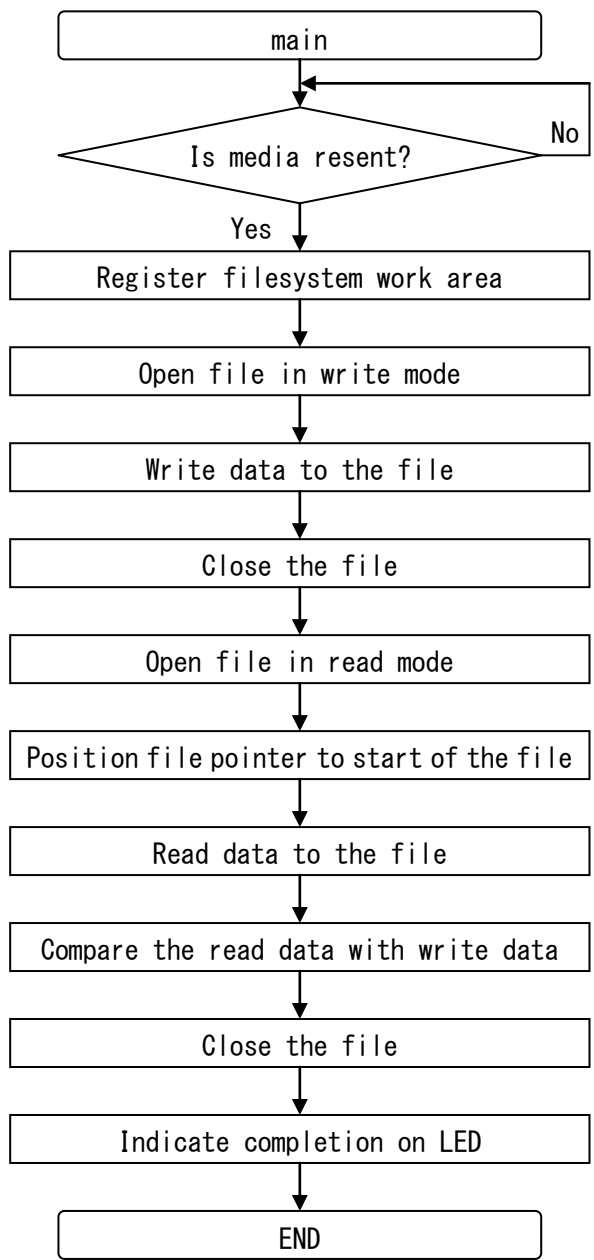 main
Is media resent?
No
Yes
Register filesystem work area
Open file in write mode
Write data to the file
Close the file
Open file in read mode
Position file pointer to start of the file
Read data to the file
Compare the read data with write data
Close the file
Indicate completion on LED
END